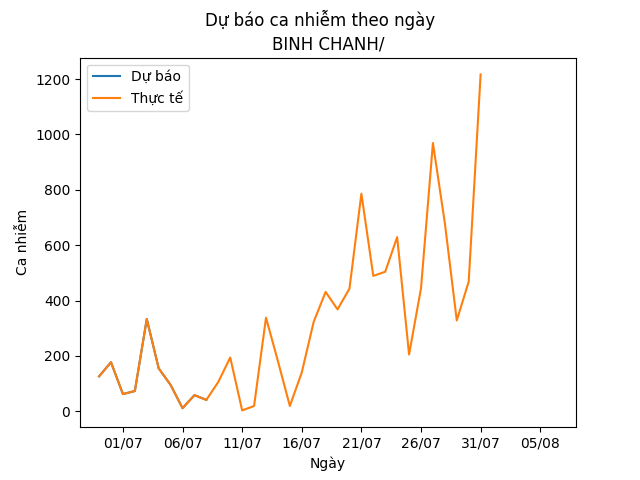 Dự báo ca nhiễm theo ngày
BINH CHANH/
Dự báo
Thực tế
1200
1000
800
600
400
200
0
Ca nhiễm
01/07 06/07 11/07 16/07 21/07 26/07 31/07 05/08
Ngày